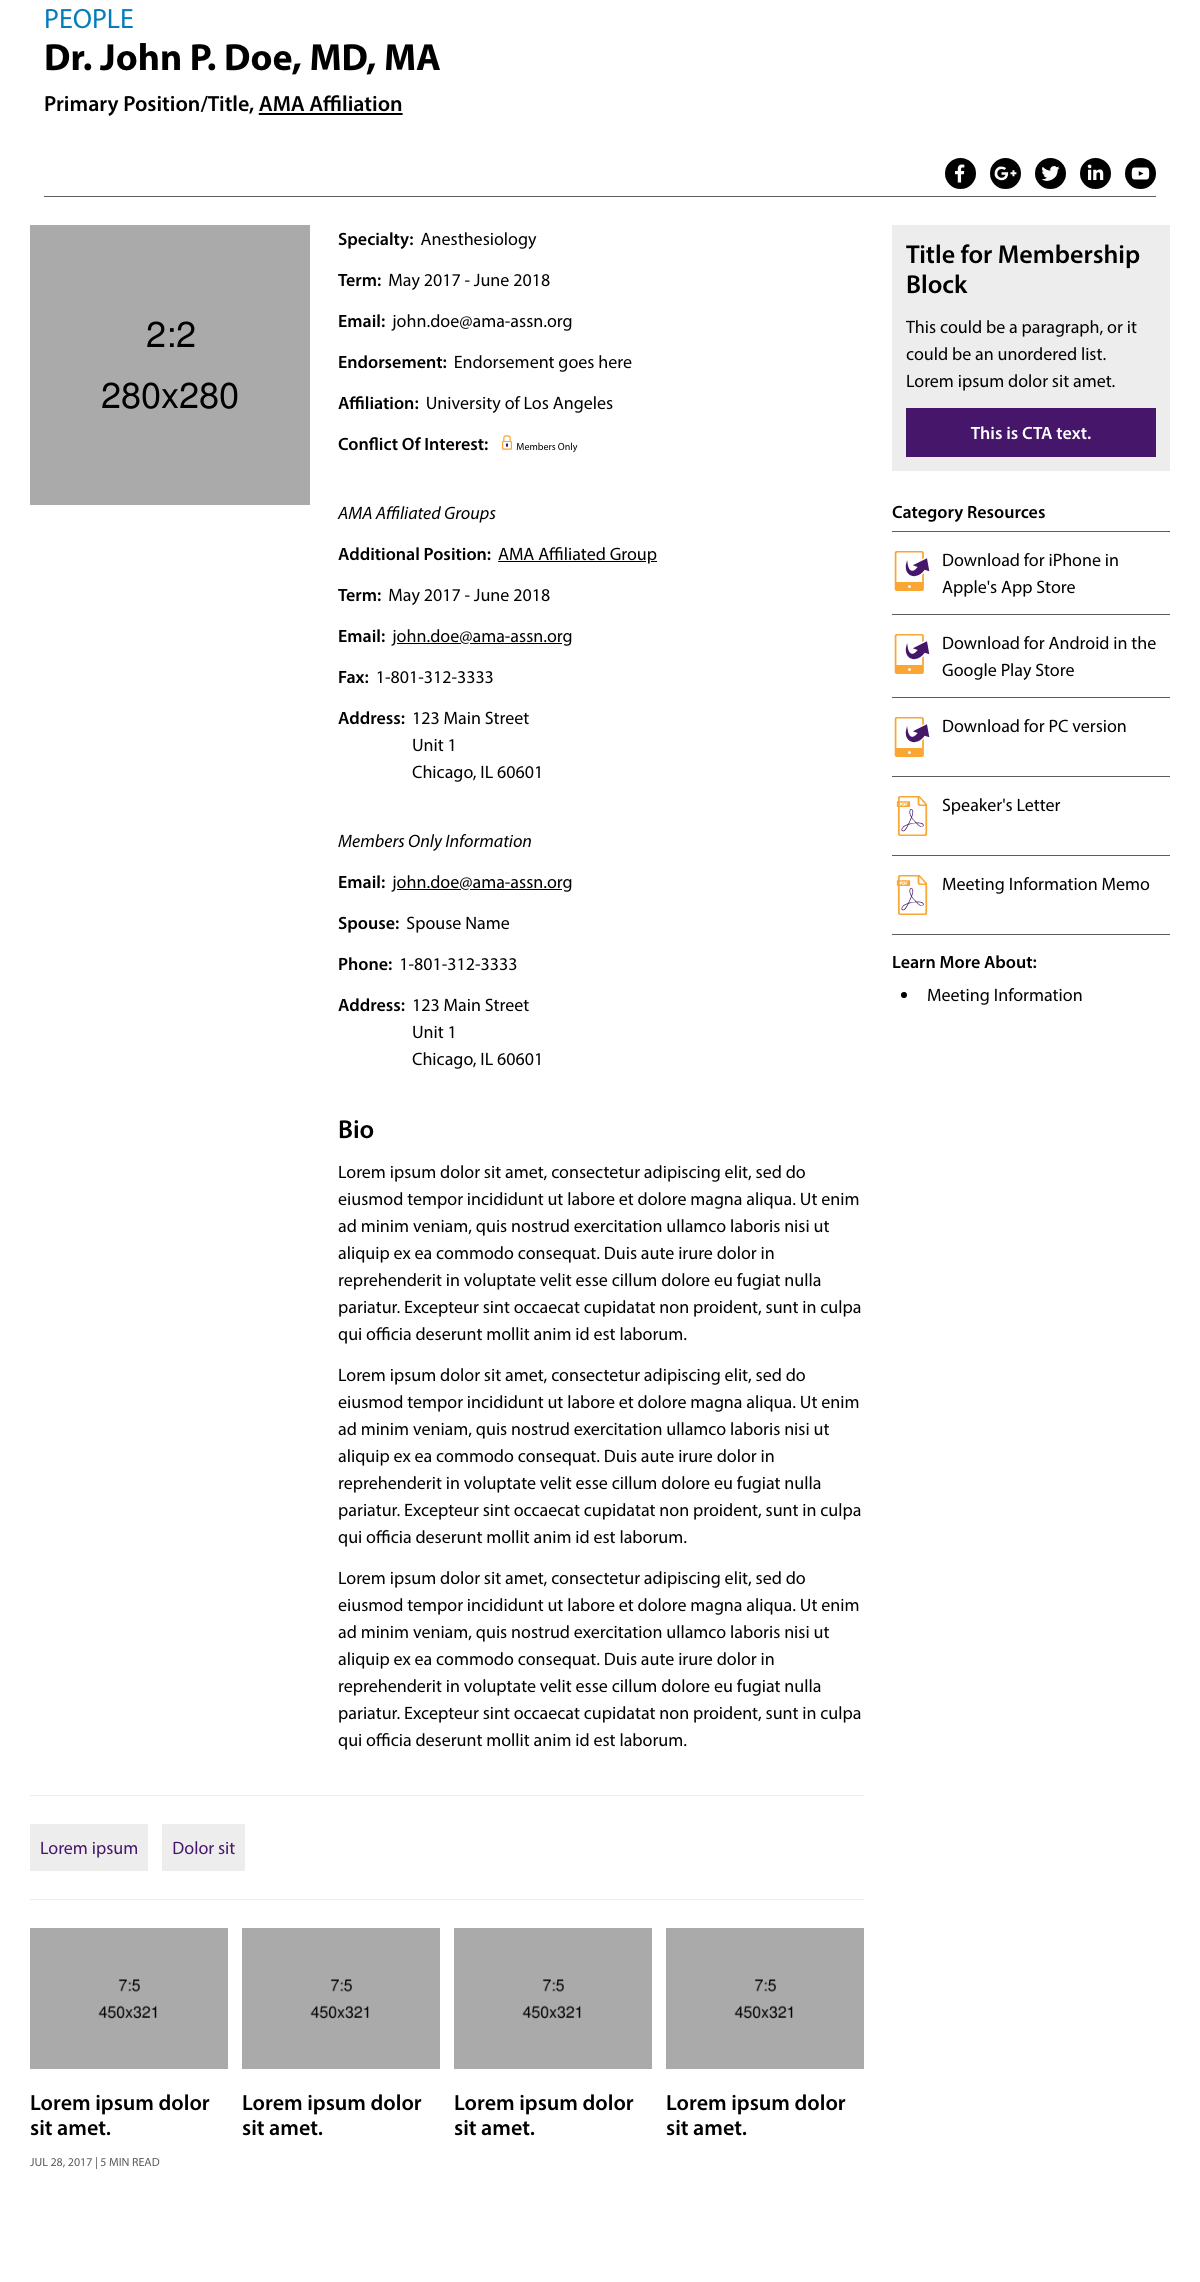 PEOPLE
Dr. John P. Doe, MD, MA
Primary Position/Title, AMA Affiliation
2:2
280x280
Specialty: Anesthesiology
Term: May 2017 - June 2018
Email: john.doe@ama-assn.org
Endorsement: Endorsement goes here
Affiliation: University of Los Angeles
Conflict Of Interest: Members Only
AMA Affiliated Groups
Additional Position: AMA Affiliated Group
Term: May 2017 - June 2018
Email: john.doe@ama-assn.org
Fax: 1-801-312-3333
Address: 123 Main Street
Unit 1
Chicago, IL 60601
Members Only Information
Email: john.doe@ama-assn.org
Spouse: Spouse Name
Phone: 1-801-312-3333
Address: 123 Main Street
Unit 1
Chicago, IL 60601
Bio
Lorem ipsum dolor sit amet, consectetur adipiscing elit, sed do
eiusmod tempor incididunt ut labore et dolore magna aliqua. Ut enim
ad minim veniam, quis nostrud exercitation ullamco laboris nisi ut
aliquip ex ea commodo consequat. Duis aute irure dolor in
reprehenderit in voluptate velit esse cillum dolore eu fugiat nulla
pariatur. Excepteur sint occaecat cupidatat non proident, sunt in culpa
qui officia deserunt mollit anim id est laborum.
Lorem ipsum dolor sit amet, consectetur adipiscing elit, sed do
eiusmod tempor incididunt ut labore et dolore magna aliqua. Ut enim
ad minim veniam, quis nostrud exercitation ullamco laboris nisi ut
aliquip ex ea commodo consequat. Duis aute irure dolor in
reprehenderit in voluptate velit esse cillum dolore eu fugiat nulla
pariatur. Excepteur sint occaecat cupidatat non proident, sunt in culpa
qui officia deserunt mollit anim id est laborum.
Lorem ipsum dolor sit amet, consectetur adipiscing elit, sed do
eiusmod tempor incididunt ut labore et dolore magna aliqua. Ut enim
ad minim veniam, quis nostrud exercitation ullamco laboris nisi ut
aliquip ex ea commodo consequat. Duis aute irure dolor in
reprehenderit in voluptate velit esse cillum dolore eu fugiat nulla
pariatur. Excepteur sint occaecat cupidatat non proident, sunt in culpa
qui officia deserunt mollit anim id est laborum.
Title for Membership
Block
This could be a paragraph, or it
could be an unordered list.
Lorem ipsum dolor sit amet.
This is CTA text.
Category Resources
Download for iPhone in
Apple's App Store
Download for Android in the
Google Play Store
Download for PC version
PDF
Speaker's Letter
PDF
Meeting Information Memo
Learn More About:
Meeting Information
Lorem ipsum
Dolor sit
7:5
450x321
Lorem ipsum dolor
sit amet.
JUL 28, 2017 | 5 MIN READ
7:5
450x321
Lorem ipsum dolor
sit amet.
7:5
450x321
Lorem ipsum dolor
sit amet.
7:5
450x321
Lorem ipsum dolor
sit amet.